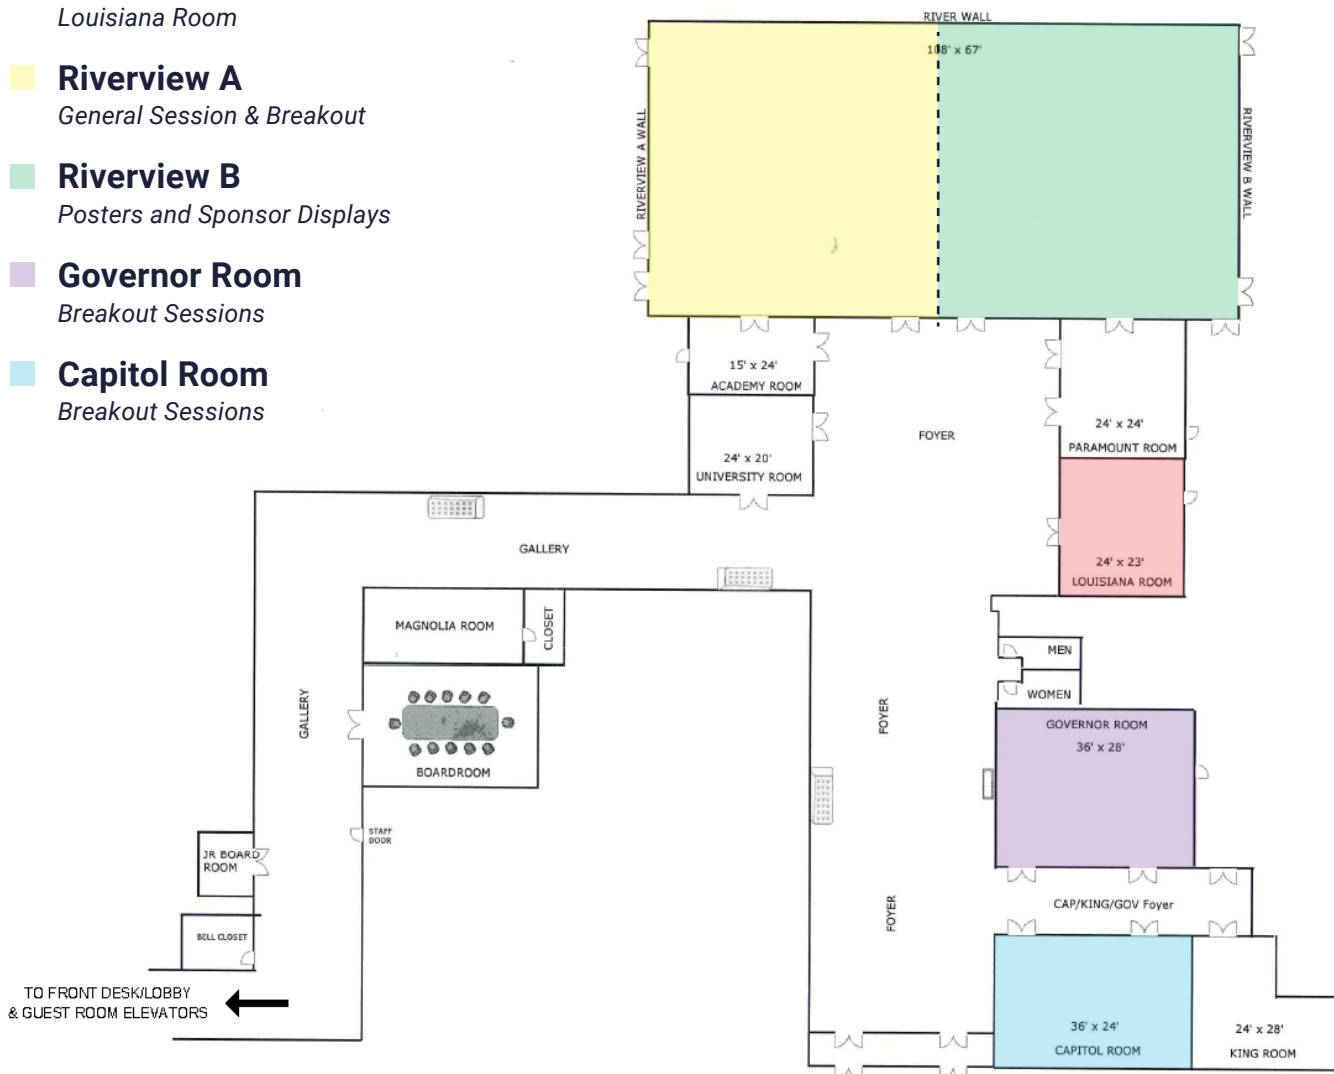 Louisiana Room
Riverview A
General Session & Breakout
Riverview B
Posters and Sponsor Displays
Governor Room
Breakout Sessions
Capitol Room
Breakout Sessions
RIVER WALL
108' x 67'
RIVERVIEW A WALL
RIVERVIEW B WALL
15' x 24'
ACADEMY ROOM
24' x 20'
UNIVERSITY ROOM
FOYER
24' x 24'
PARAMOUNT ROOM
24' x 23'
LOUISIANA ROOM
GALLERY
MAGNOLIA ROOM
CLOSET
MEN
WOMEN
GALLERY
BOARDROOM
FOYER
GOVERNOR ROOM
36' x 28'
STAFF
DOOR
JR BOARD
ROOM
BELL CLOSET
FOYER
CAP/KING/GOV Foyer
TO FRONT DESK/LOBBY
& GUEST ROOM ELEVATORS
36' x 24'
CAPITOL ROOM
24' x 28'
KING ROOM